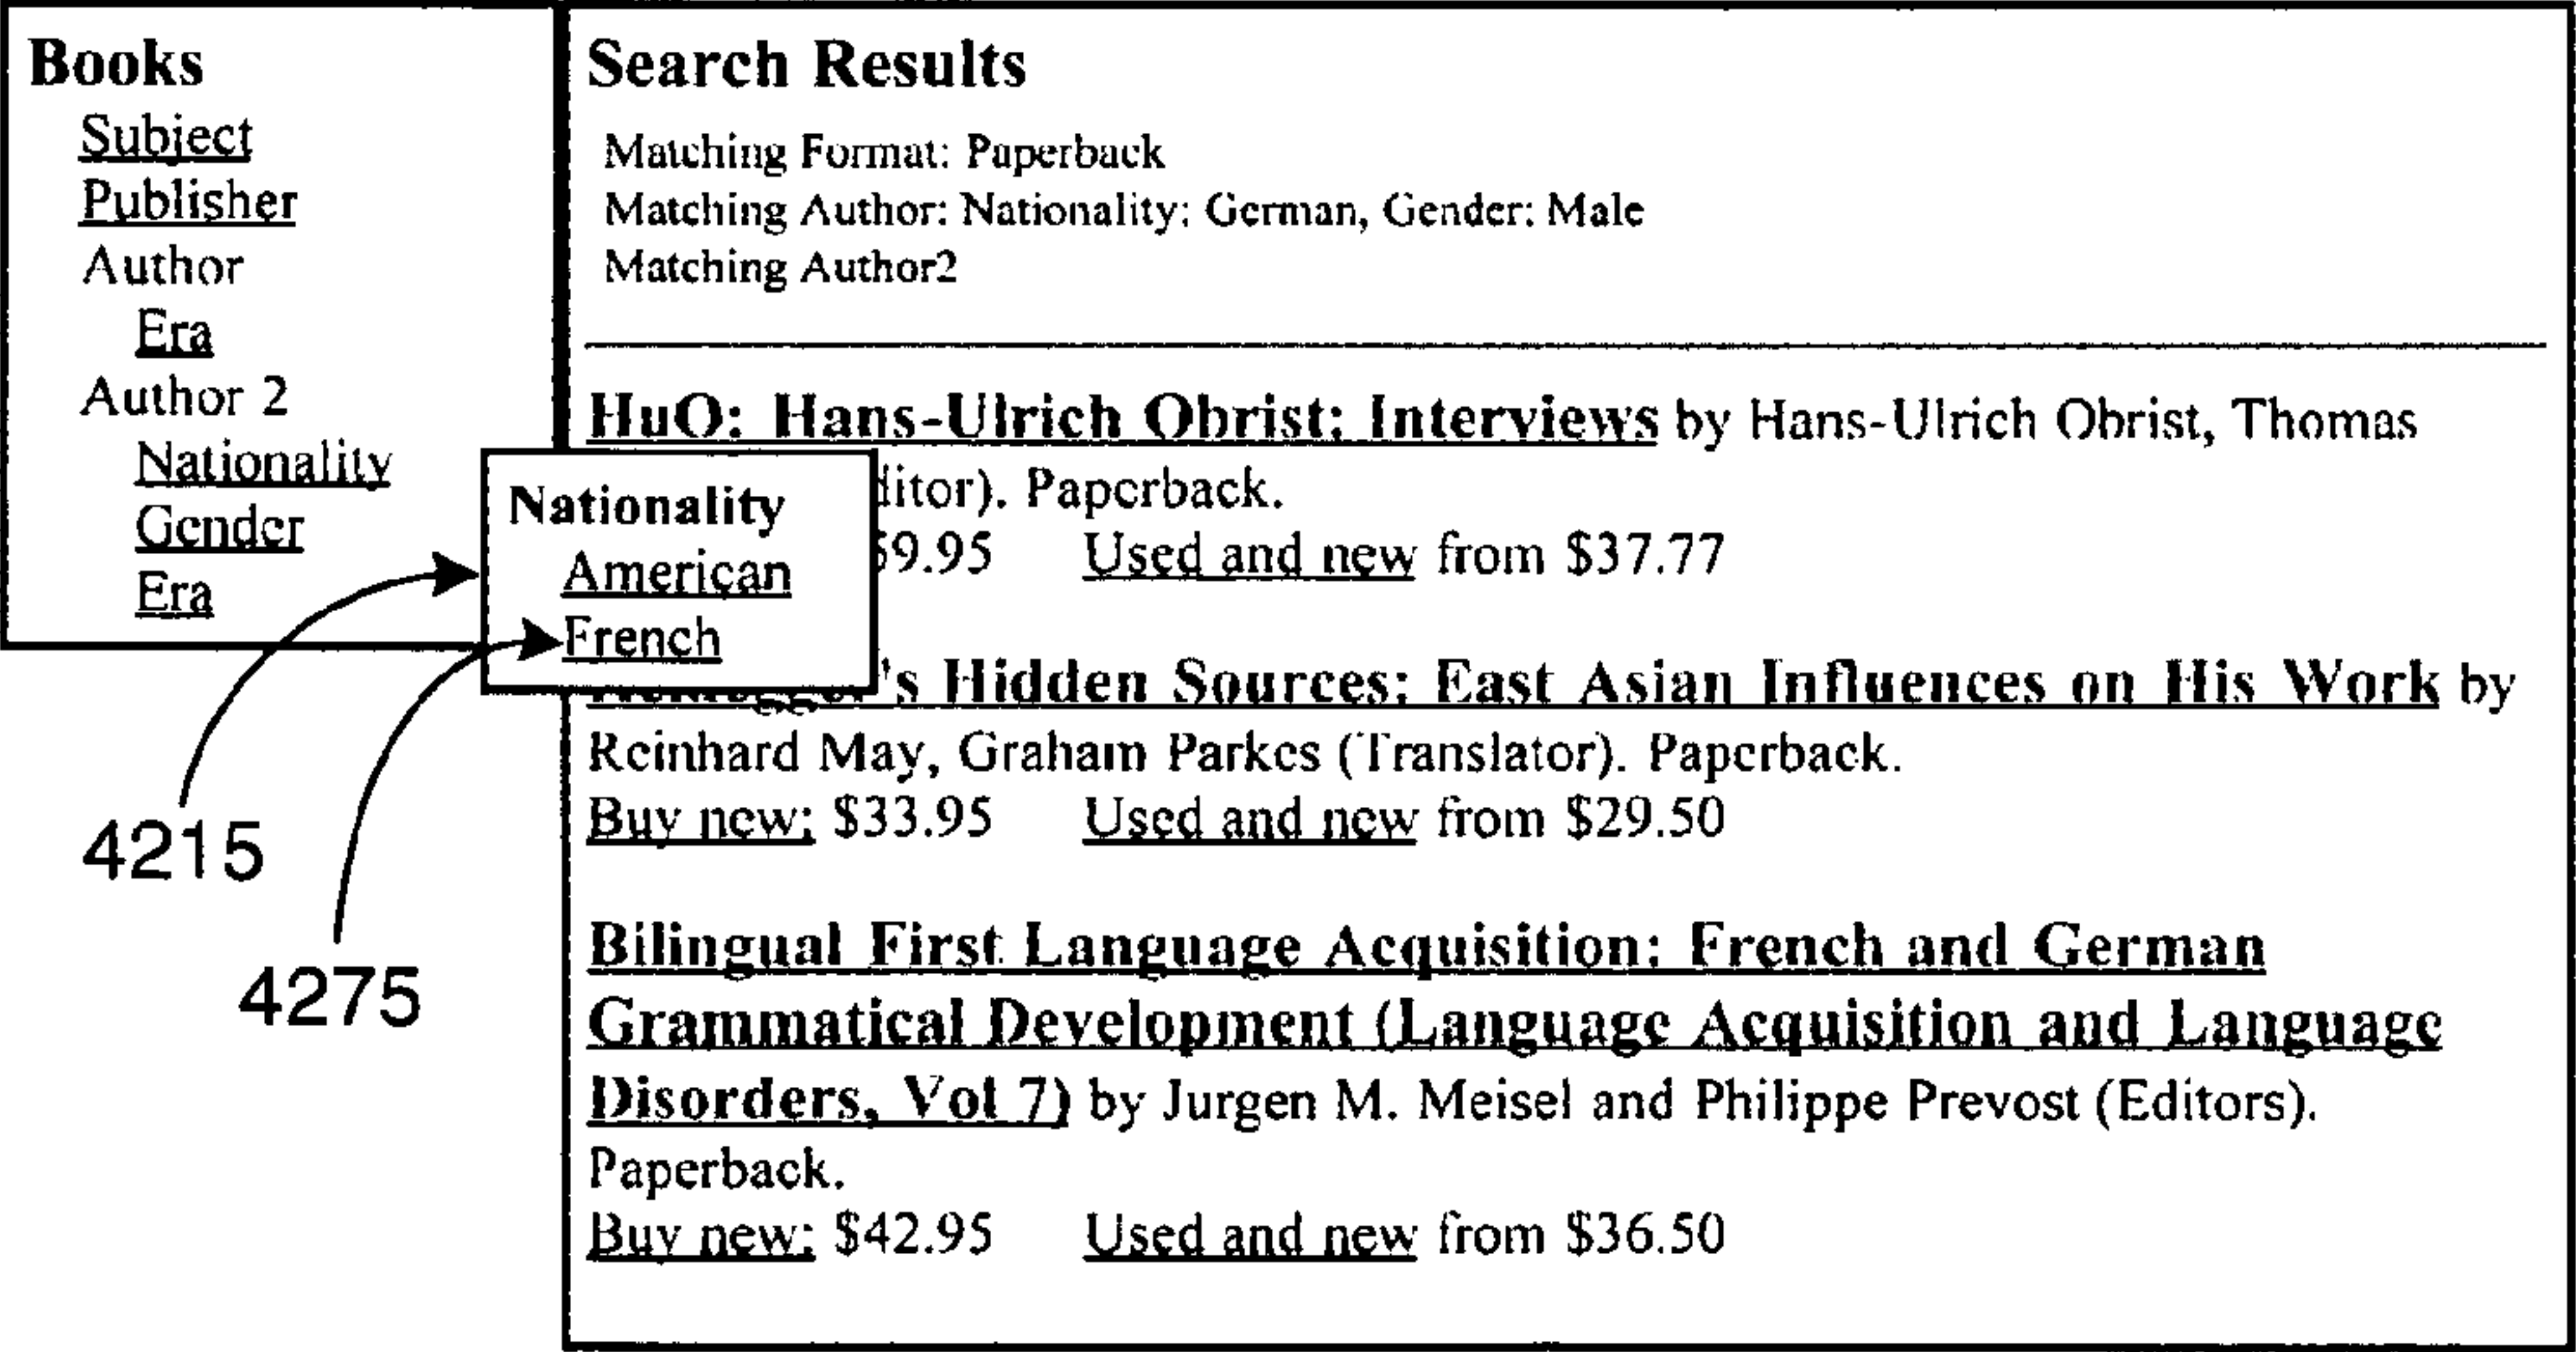 Books
Subject
Publisher
Author
Era
Author 2
Nationality
Gender
Era
Nationality
American
French
4215
4275
Search Results
Matching Format: Paperback
Matching Author: Nationality: German, Gender: Male
Matching Author2
HuO: Hans-Ulrich Obrist: Interviews by Hans-Ulrich Obrist, Thomas
litor). Paperback.
9.95 Used and new from $37.77
's Hidden Sources: East Asian Influences on His Work by
Reinhard May, Graham Parkes (Translator). Paperback.
Buy new: $33.95 Used and new from $29.50
Bilingual First Language Acquisition: French and German
Grammatical Development (Language Acquisition and Language
Disorders, Vol 7) by Jurgen M. Meisel and Philippe Prevost (Editors).
Paperback.
Buy new: $42.95 Used and new from $36.50